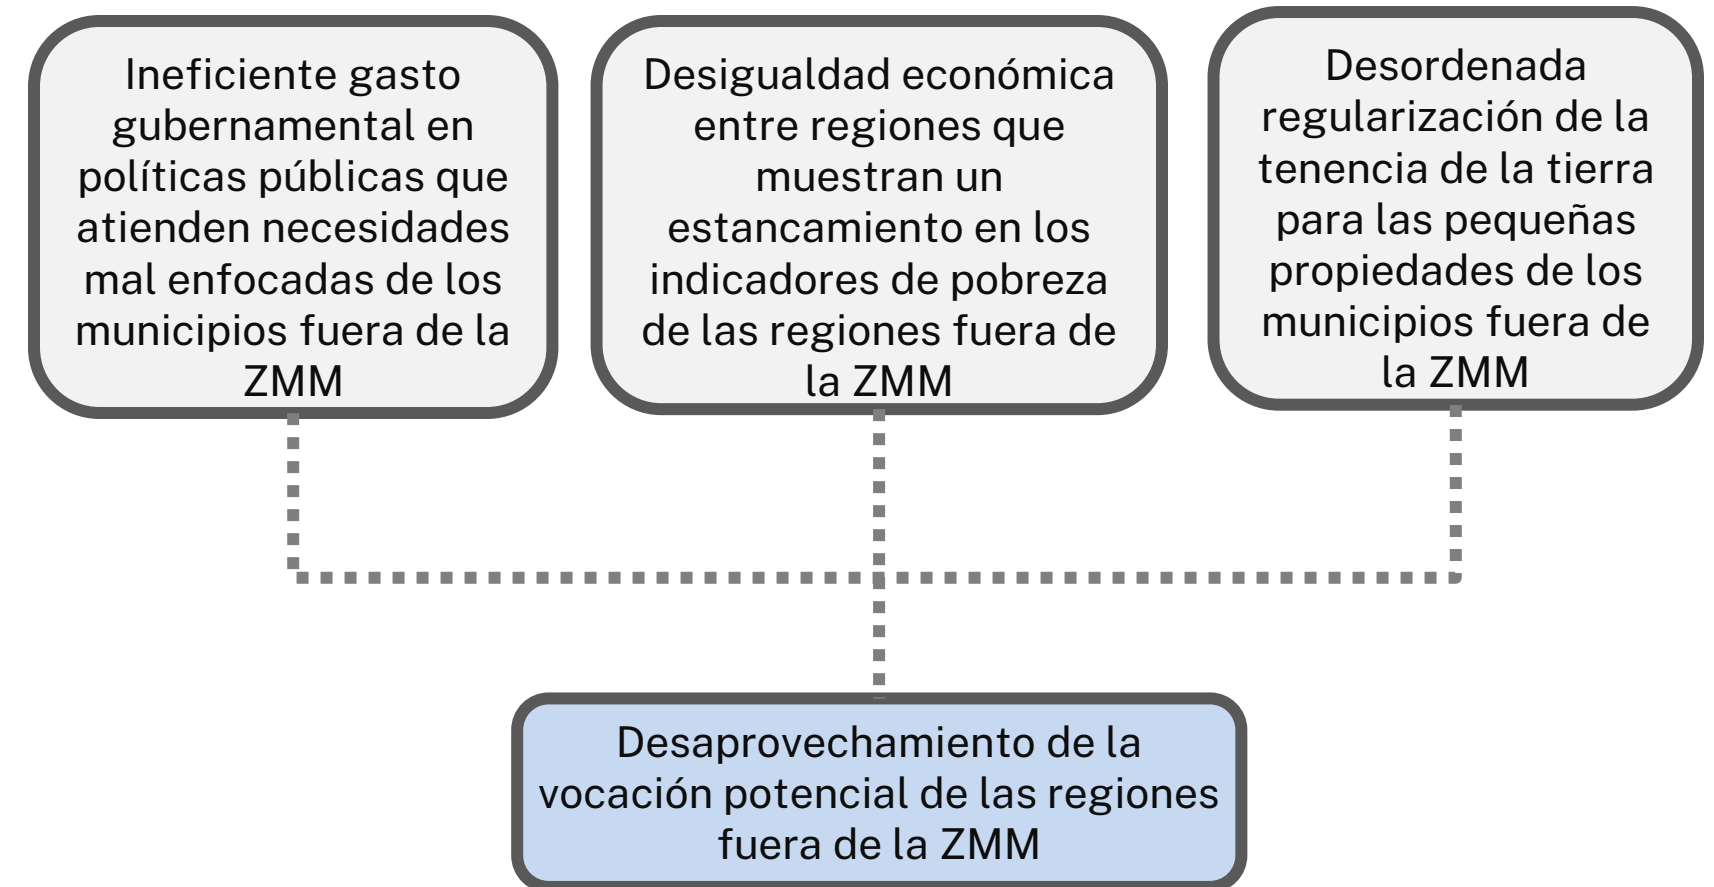 Ineficiente gasto
gubernamental en
políticas públicas que
atienden necesidades
mal enfocadas de los
municipios fuera de la
ZMM
Desigualdad económica
entre regiones que
muestran un
estancamiento en los
indicadores de pobreza
de las regiones fuera de
la ZMM
Desordenada
regularización de la
tenencia de la tierra
para las pequeñas
propiedades de los
municipios fuera de
la ZMM
Desaprovechamiento de la
vocación potencial de las regiones
fuera de la ZMM